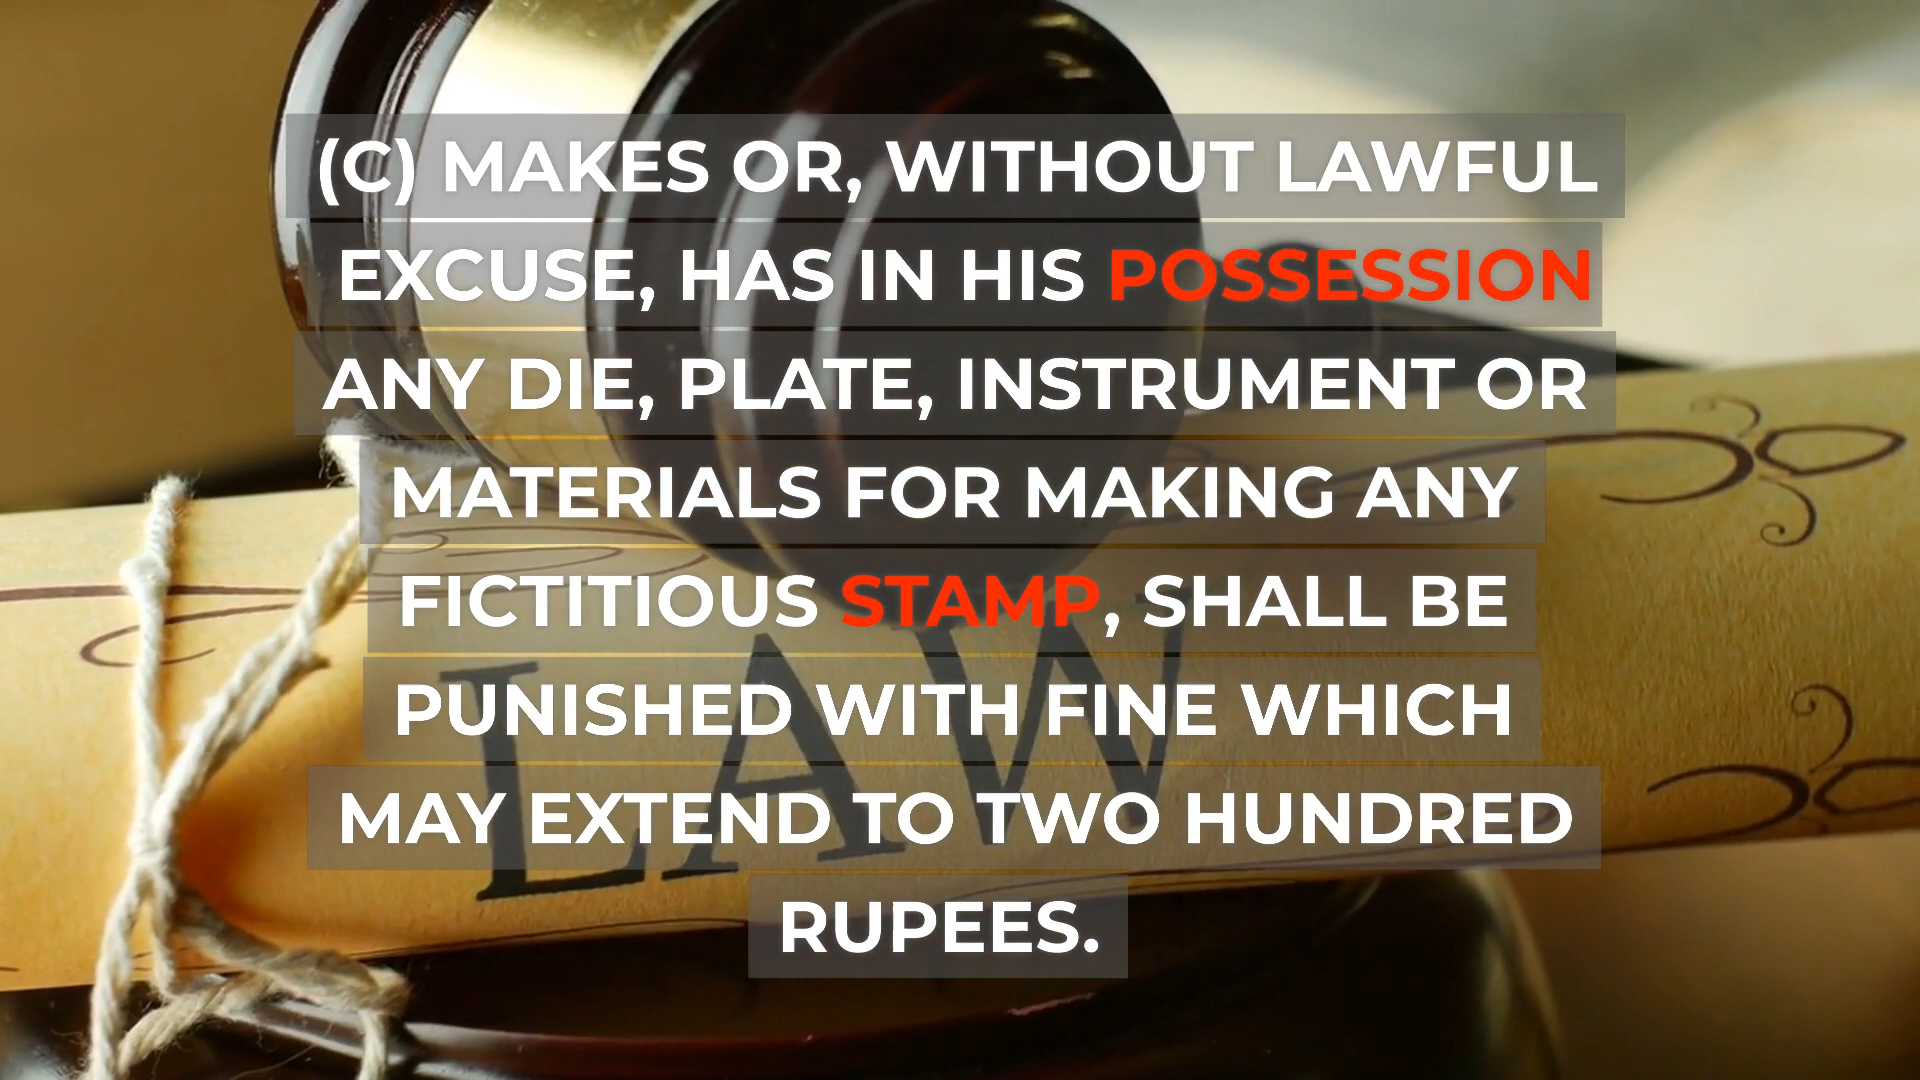 (C) MAKES OR, WITHOUT LAWFUL
EXCUSE, HAS IN HIS POSSESSION
ANY DIE, PLATE, INSTRUMENT OR
MATERIALS FOR MAKING ANY
FICTITIOUS STAMP, SHALL BE
PUNISHED WITH FINE WHICH
MAY EXTEND TO TWO HUNDRED
RUPEES.
LAW